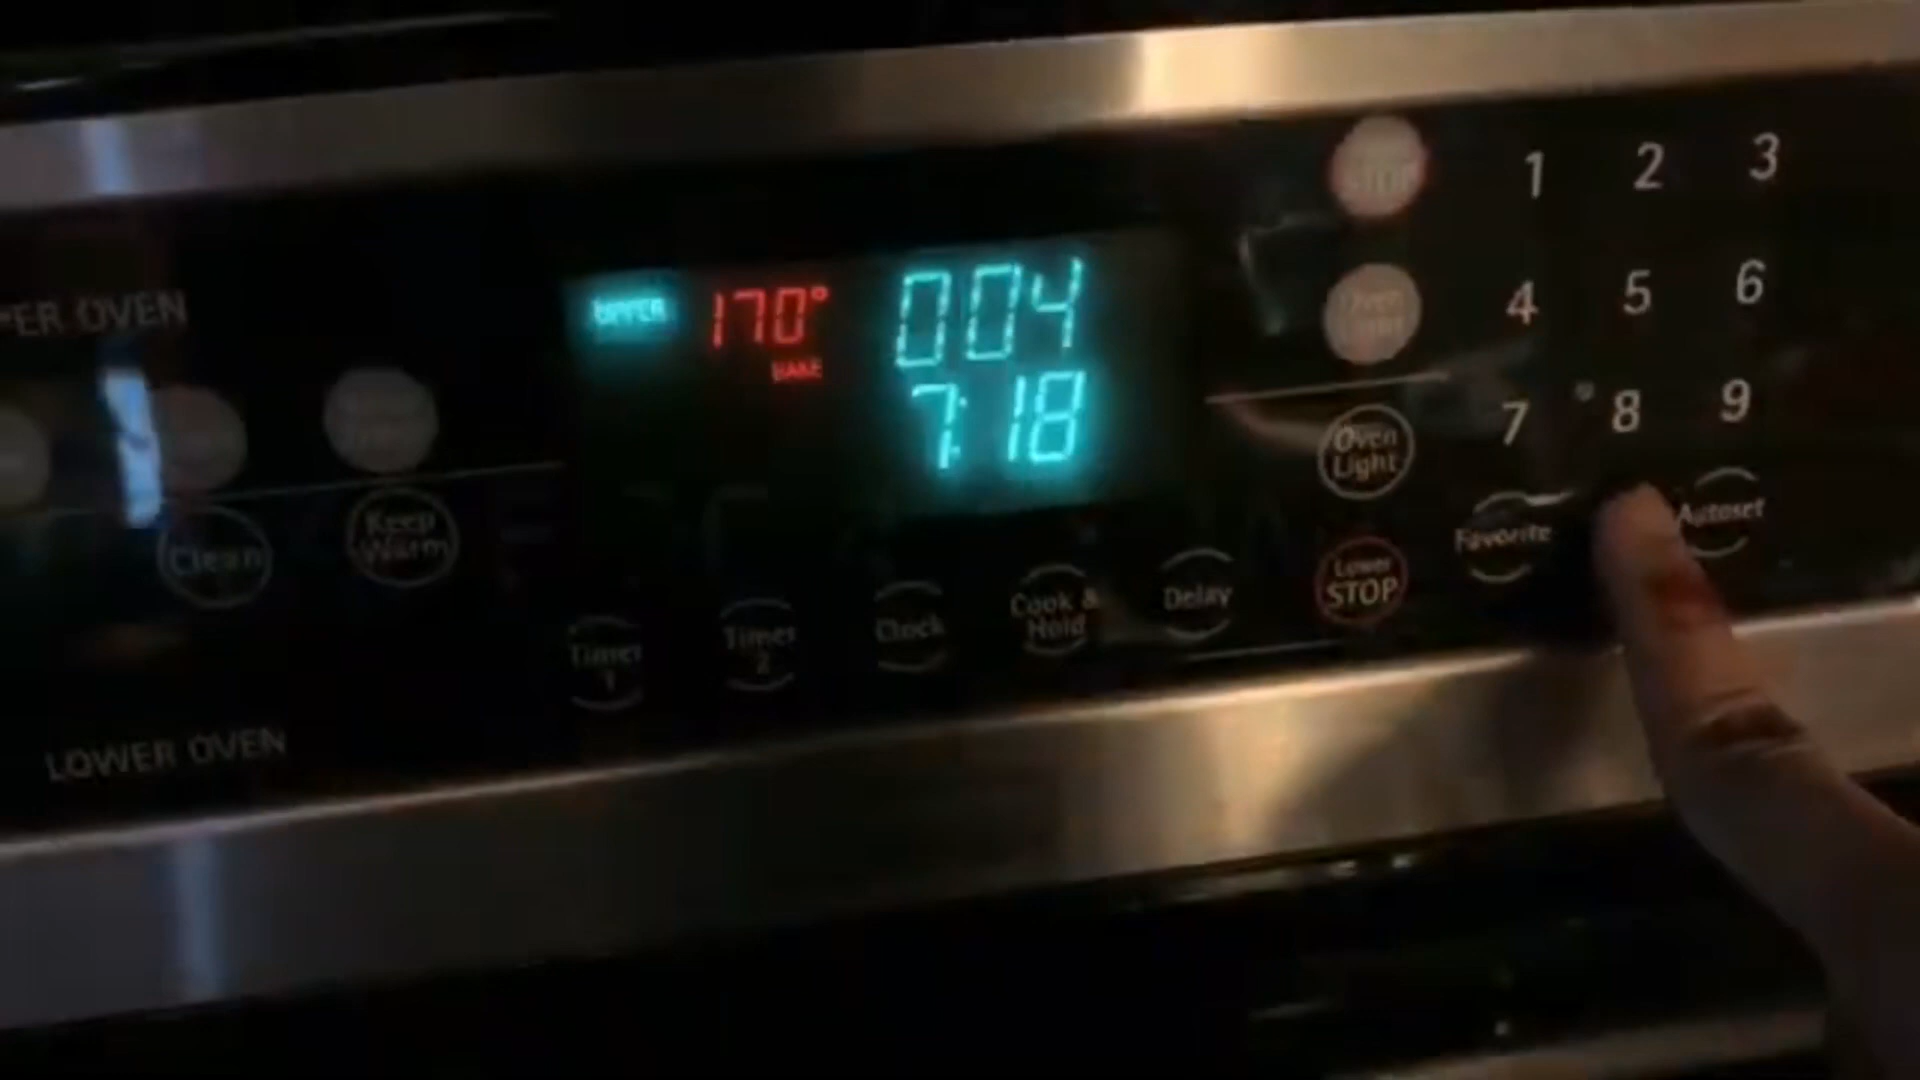 PER OVEN
UPPER 170° 004
BAKE
7:18
STOP
1 2 3
4 5 6
7 8 9
Oven
Light
Lower
STOP
Favorite
Autoset
Clean
Keep
Warm
Timer
1
Timer
2
Clock
Cook &
Hold
Delay
LOWER OVEN